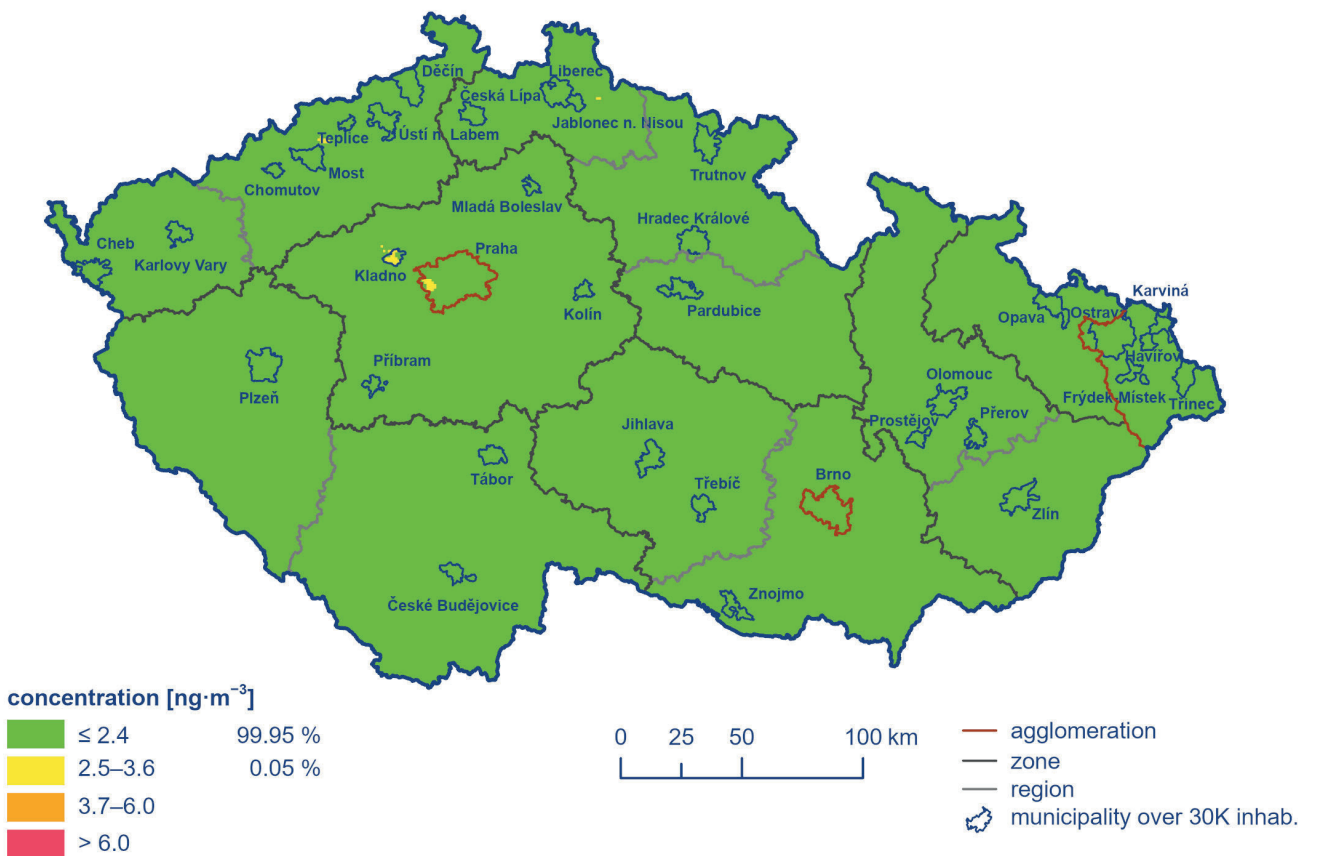 Děčín
Liberec
Česká Lípa
Jablonec n. Nisou
Teplice
Ústí n. Labem
Most
Chomutov
Trutnov
Mladá Boleslav
Hradec Králové
Cheb
Karlovy Vary
Praha
Kladno
Kolín
Pardubice
Karviná
Opava
Ostrava
Havířov
Příbram
Plzeň
Olomouc
Frýdek-Místek
Třinec
Prostějov
Přerov
Jihlava
Tábor
Třebíč
Brno
Zlín
České Budějovice
Znojmo
concentration [ng·m⁻³]
≤ 2.4 99.95 %
2.5–3.6 0.05 %
3.7–6.0
> 6.0
0 25 50 100 km
agglomeration
zone
region
municipality over 30K inhab.